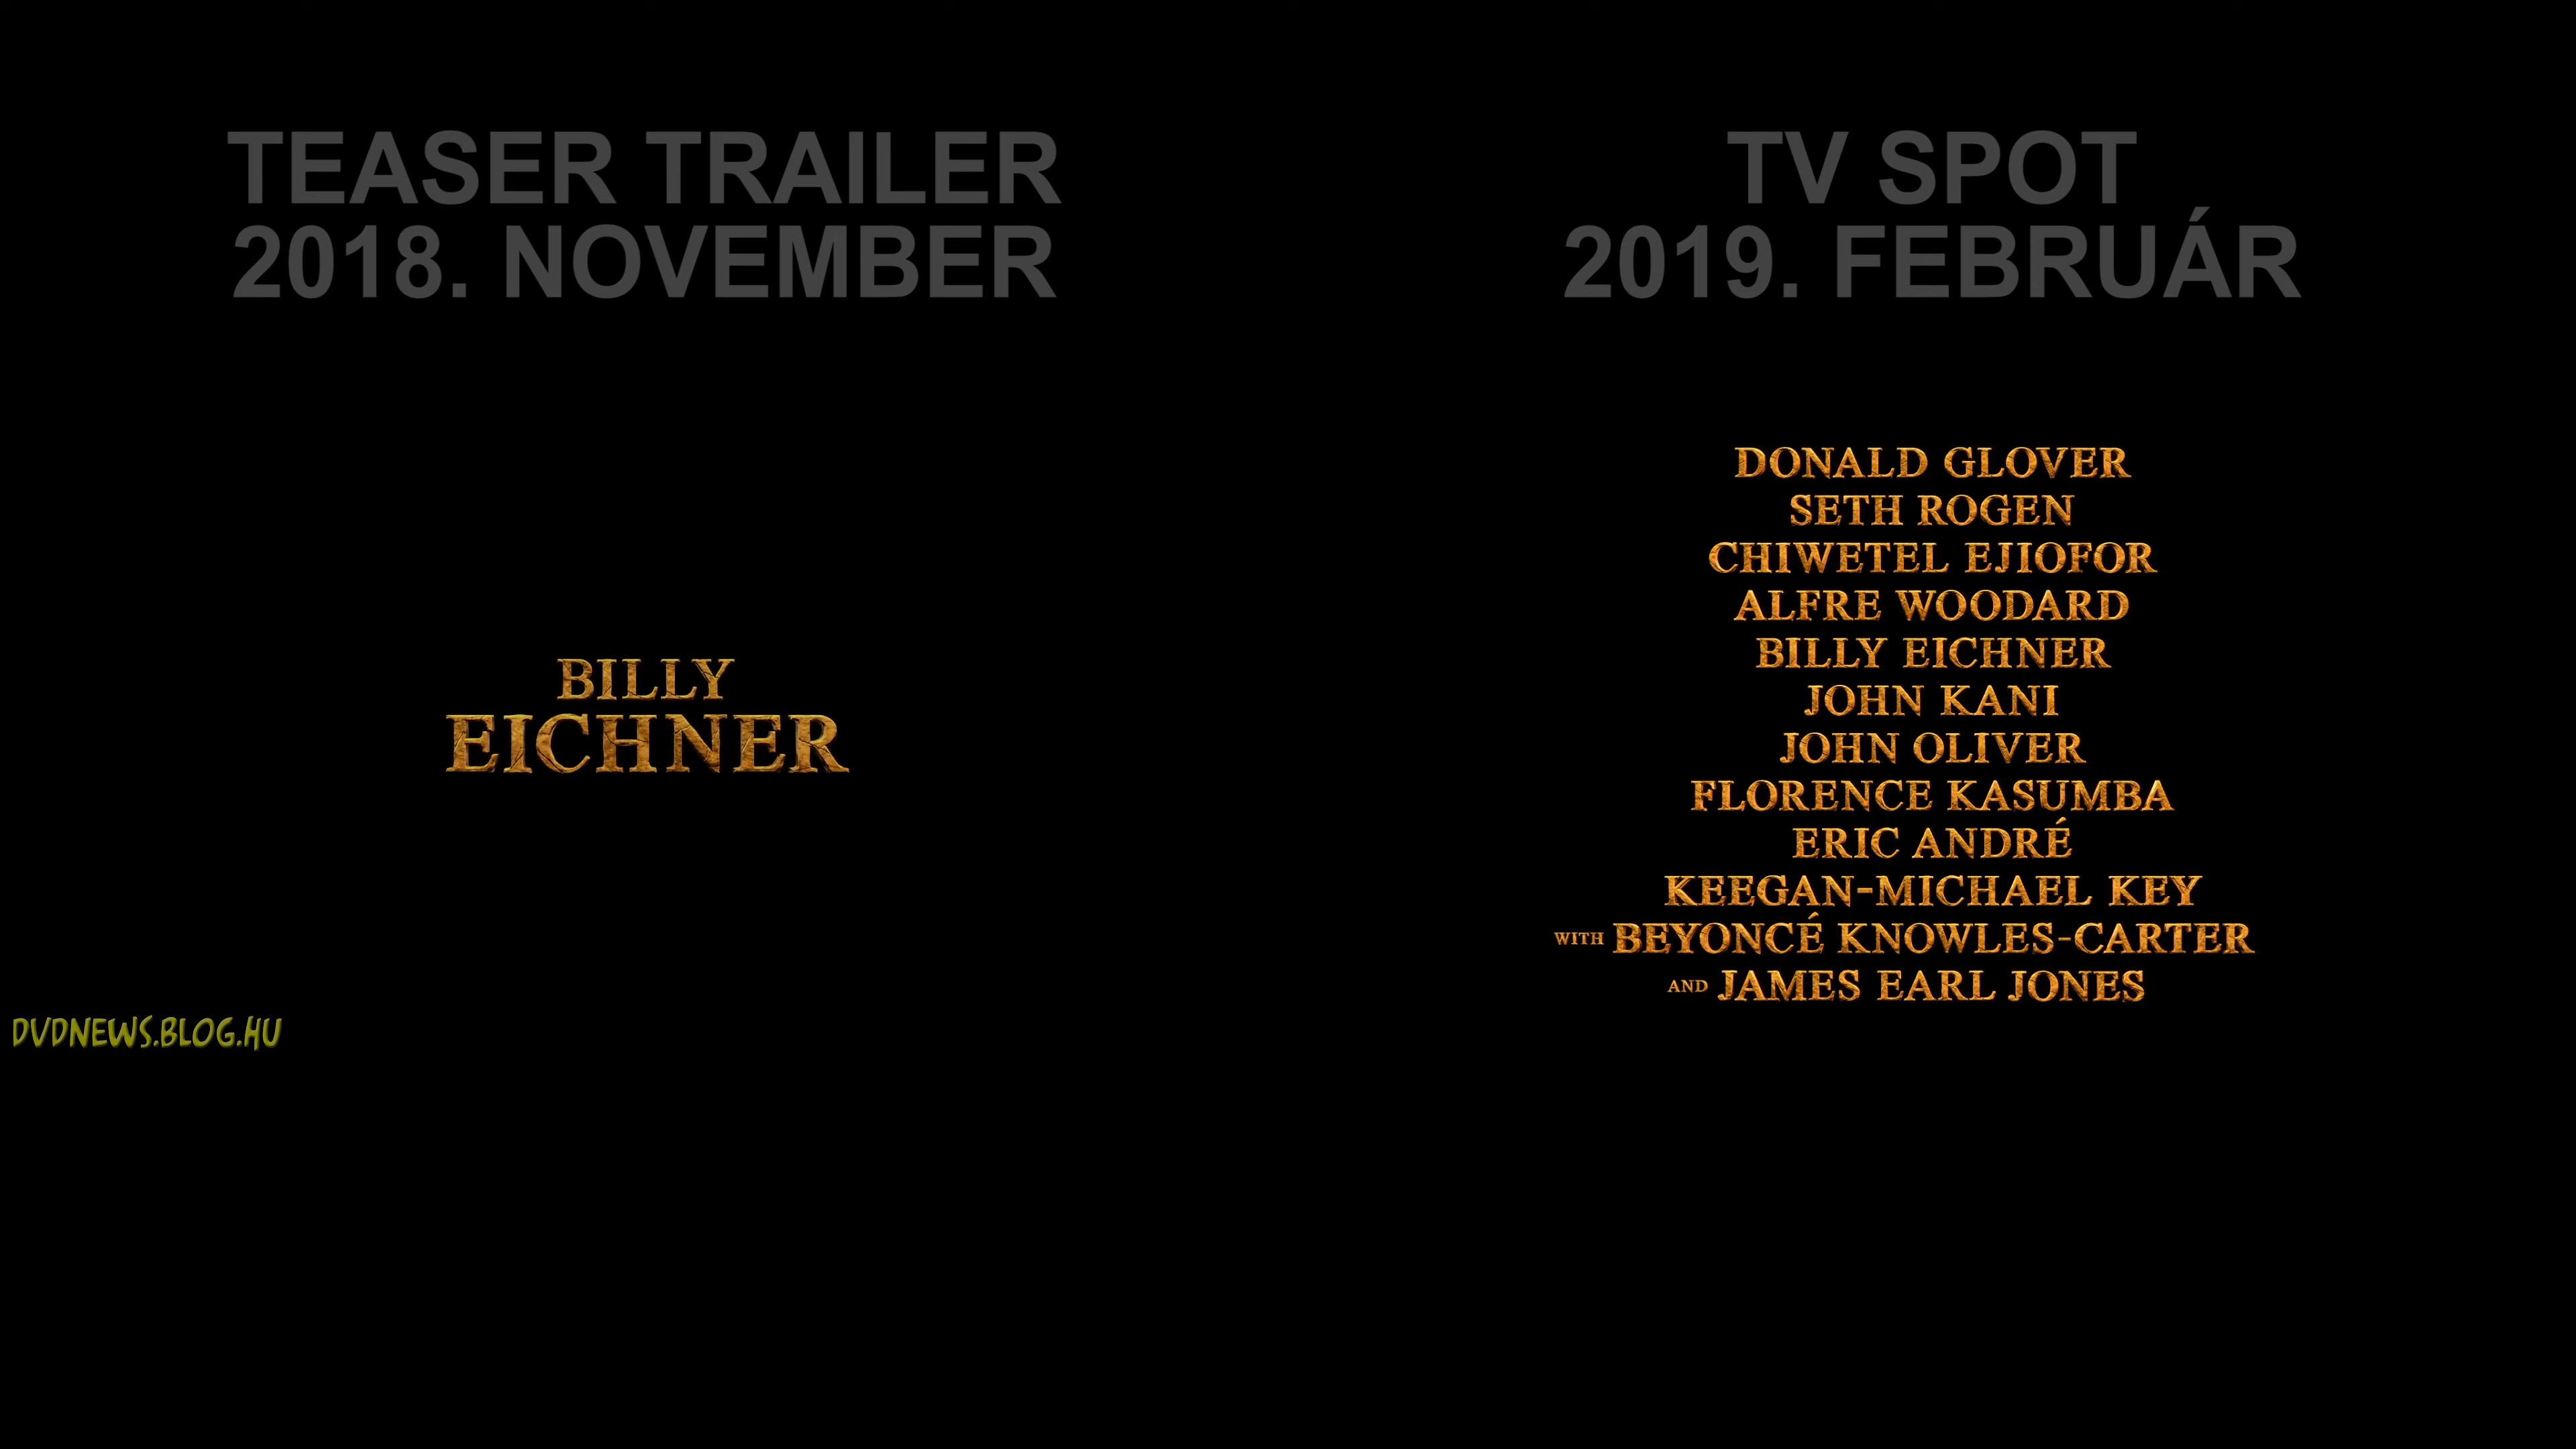 TEASER TRAILER
2018. NOVEMBER
BILLY
EICHNER
DVDNEWS.BLOG.HU
TV SPOT
2019. FEBRUÁR
DONALD GLOVER
SETH ROGEN
CHIWETEL EJIOFOR
ALFRE WOODARD
BILLY EICHNER
JOHN KANI
JOHN OLIVER
FLORENCE KASUMBA
ERIC ANDRÉ
KEEGAN-MICHAEL KEY
WITH BEYONCÉ KNOWLES-CARTER
AND JAMES EARL JONES